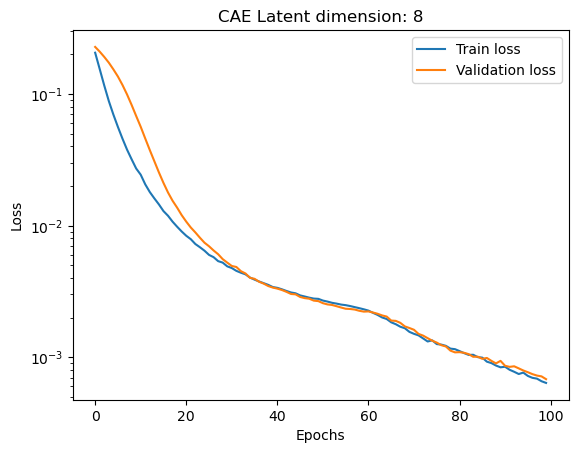 CAE Latent dimension: 8
Train loss
Validation loss
Loss
10⁻¹
10⁻²
10⁻³
0 20 40 60 80 100
Epochs